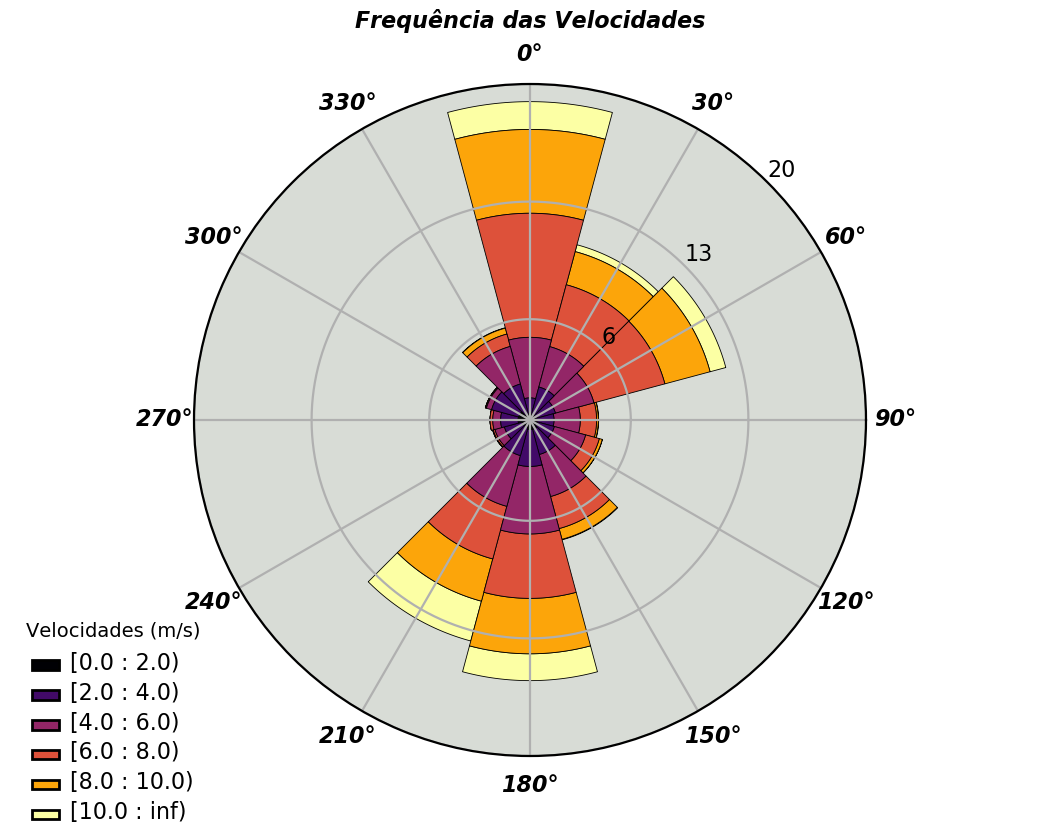 Frequência das Velocidades
0°
330°
30°
20
300°
60°
13
6
270°
90°
240°
120°
210°
150°
180°
Velocidades (m/s)
[0.0 : 2.0)
[2.0 : 4.0)
[4.0 : 6.0)
[6.0 : 8.0)
[8.0 : 10.0)
[10.0 : inf)